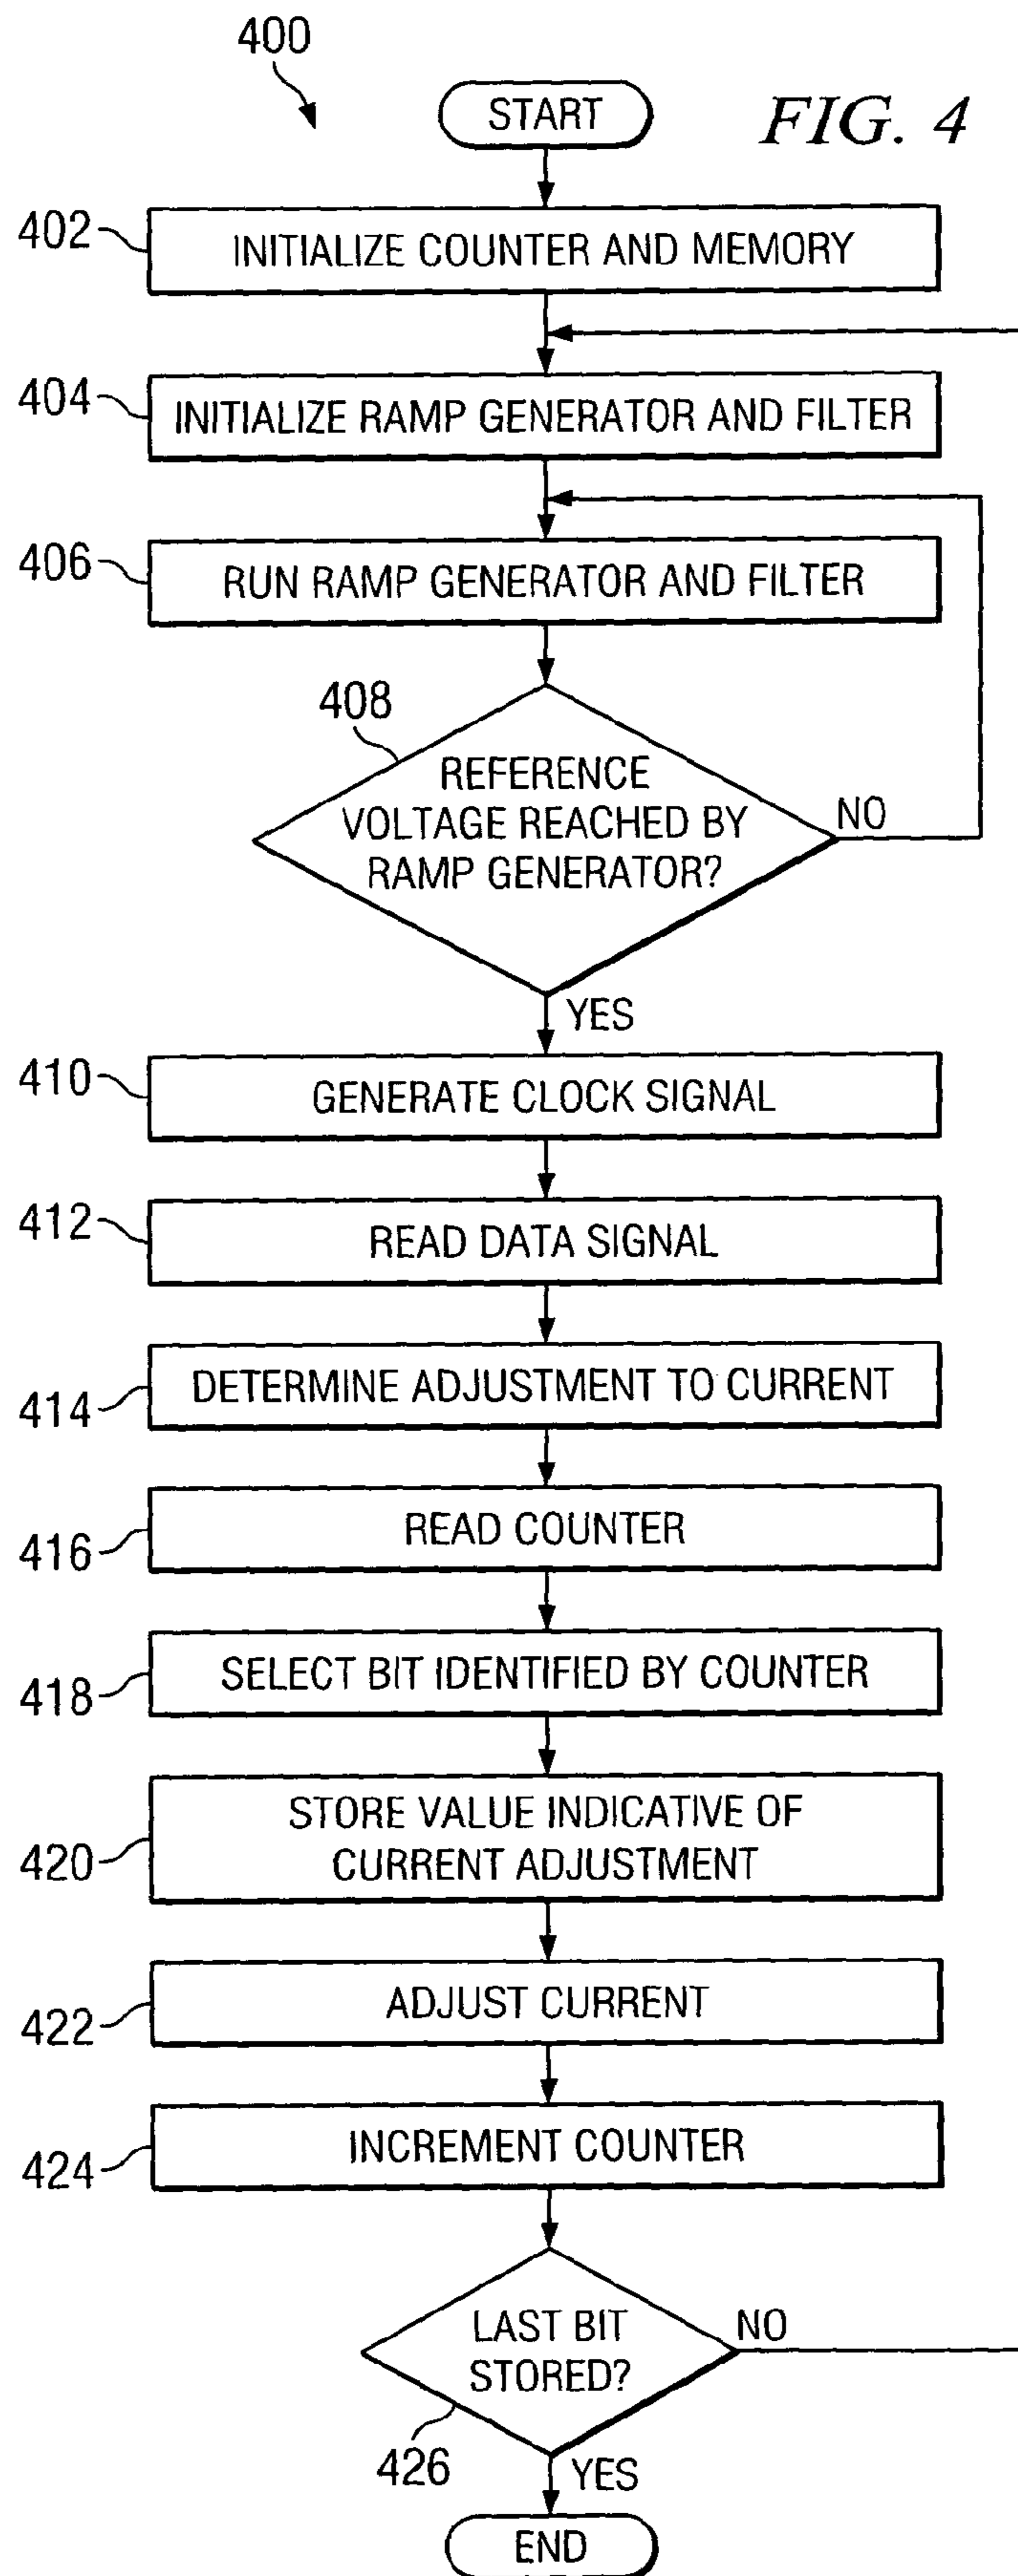 400
START
FIG. 4
402
INITIALIZE COUNTER AND MEMORY
404
INITIALIZE RAMP GENERATOR AND FILTER
406
RUN RAMP GENERATOR AND FILTER
408
REFERENCE
VOLTAGE REACHED BY
RAMP GENERATOR?
NO
YES
410
GENERATE CLOCK SIGNAL
412
READ DATA SIGNAL
414
DETERMINE ADJUSTMENT TO CURRENT
416
READ COUNTER
418
SELECT BIT IDENTIFIED BY COUNTER
420
STORE VALUE INDICATIVE OF
CURRENT ADJUSTMENT
422
ADJUST CURRENT
424
INCREMENT COUNTER
LAST BIT
STORED?
NO
426
YES
END